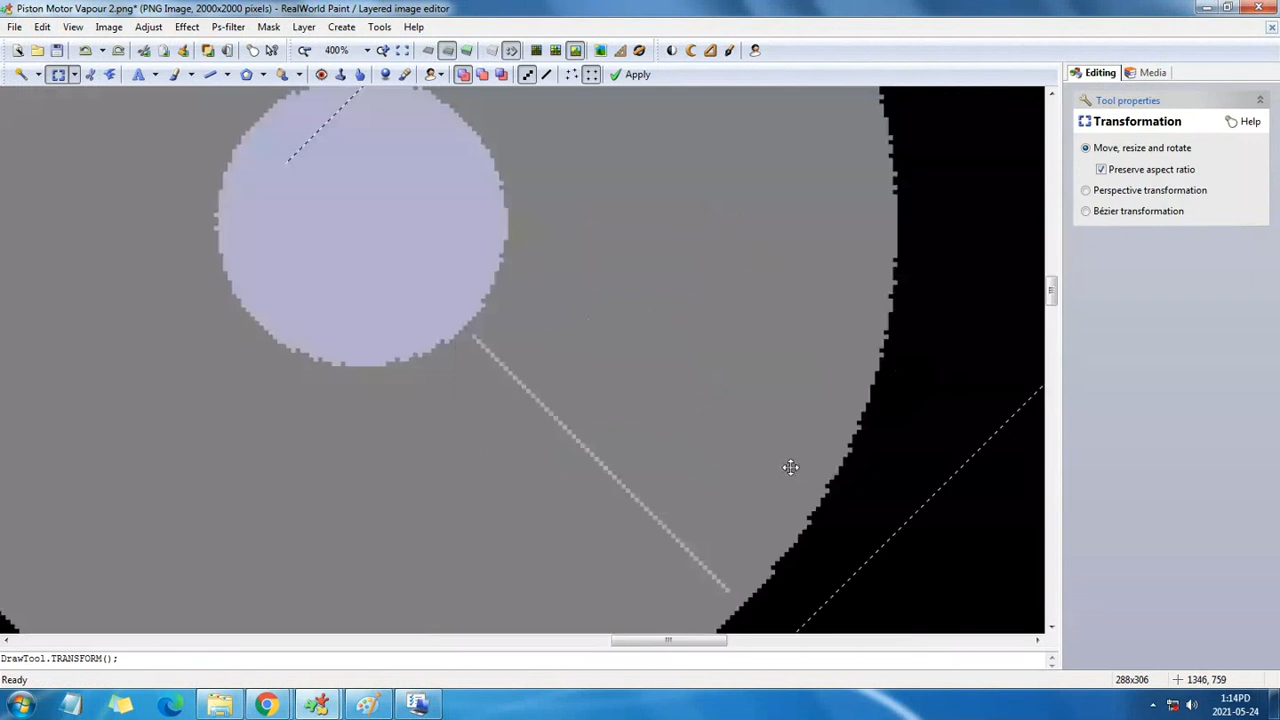 Piston Motor Vapour 2.png* (PNG Image, 2000x2000 pixels) - RealWorld Paint / Layered image editor
File Edit View Image Adjust Effect Ps-filter Mask Layer Create Tools Help
400%
Apply
Editing Media
Tool properties
Transformation Help
Move, resize and rotate
Preserve aspect ratio
Perspective transformation
Bézier transformation
DrawTool.TRANSFORM();
Ready 288x306 1346, 759
1:14PD
2021-05-24